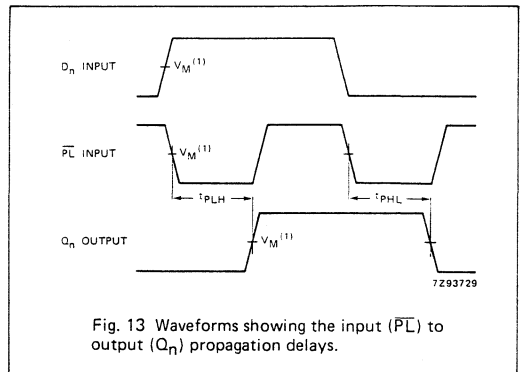 Dn INPUT
VM(1)
PL INPUT
VM(1)
tPLH
tPHL
Qn OUTPUT
VM(1)
7Z93729
Fig. 13 Waveforms showing the input (PL) to
output (Qn) propagation delays.